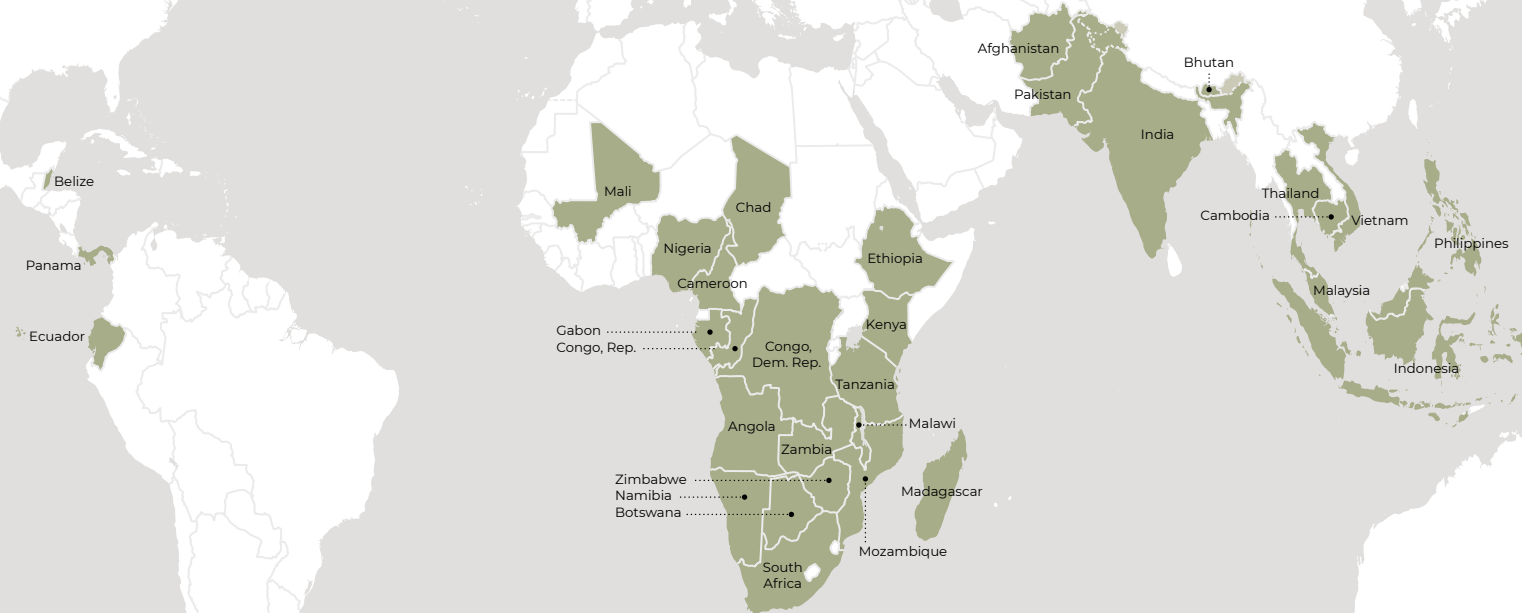 Afghanistan
Bhutan
Pakistan
India
Belize
Mali
Thailand
Chad
Cambodia
Vietnam
Philippines
Nigeria
Ethiopia
Panama
Cameroon
Malaysia
Kenya
Gabon
Ecuador
Congo, Rep.
Congo,
Dem. Rep.
Indonesia
Tanzania
Malawi
Angola
Zambia
Zimbabwe
Madagascar
Namibia
Botswana
Mozambique
South
Africa